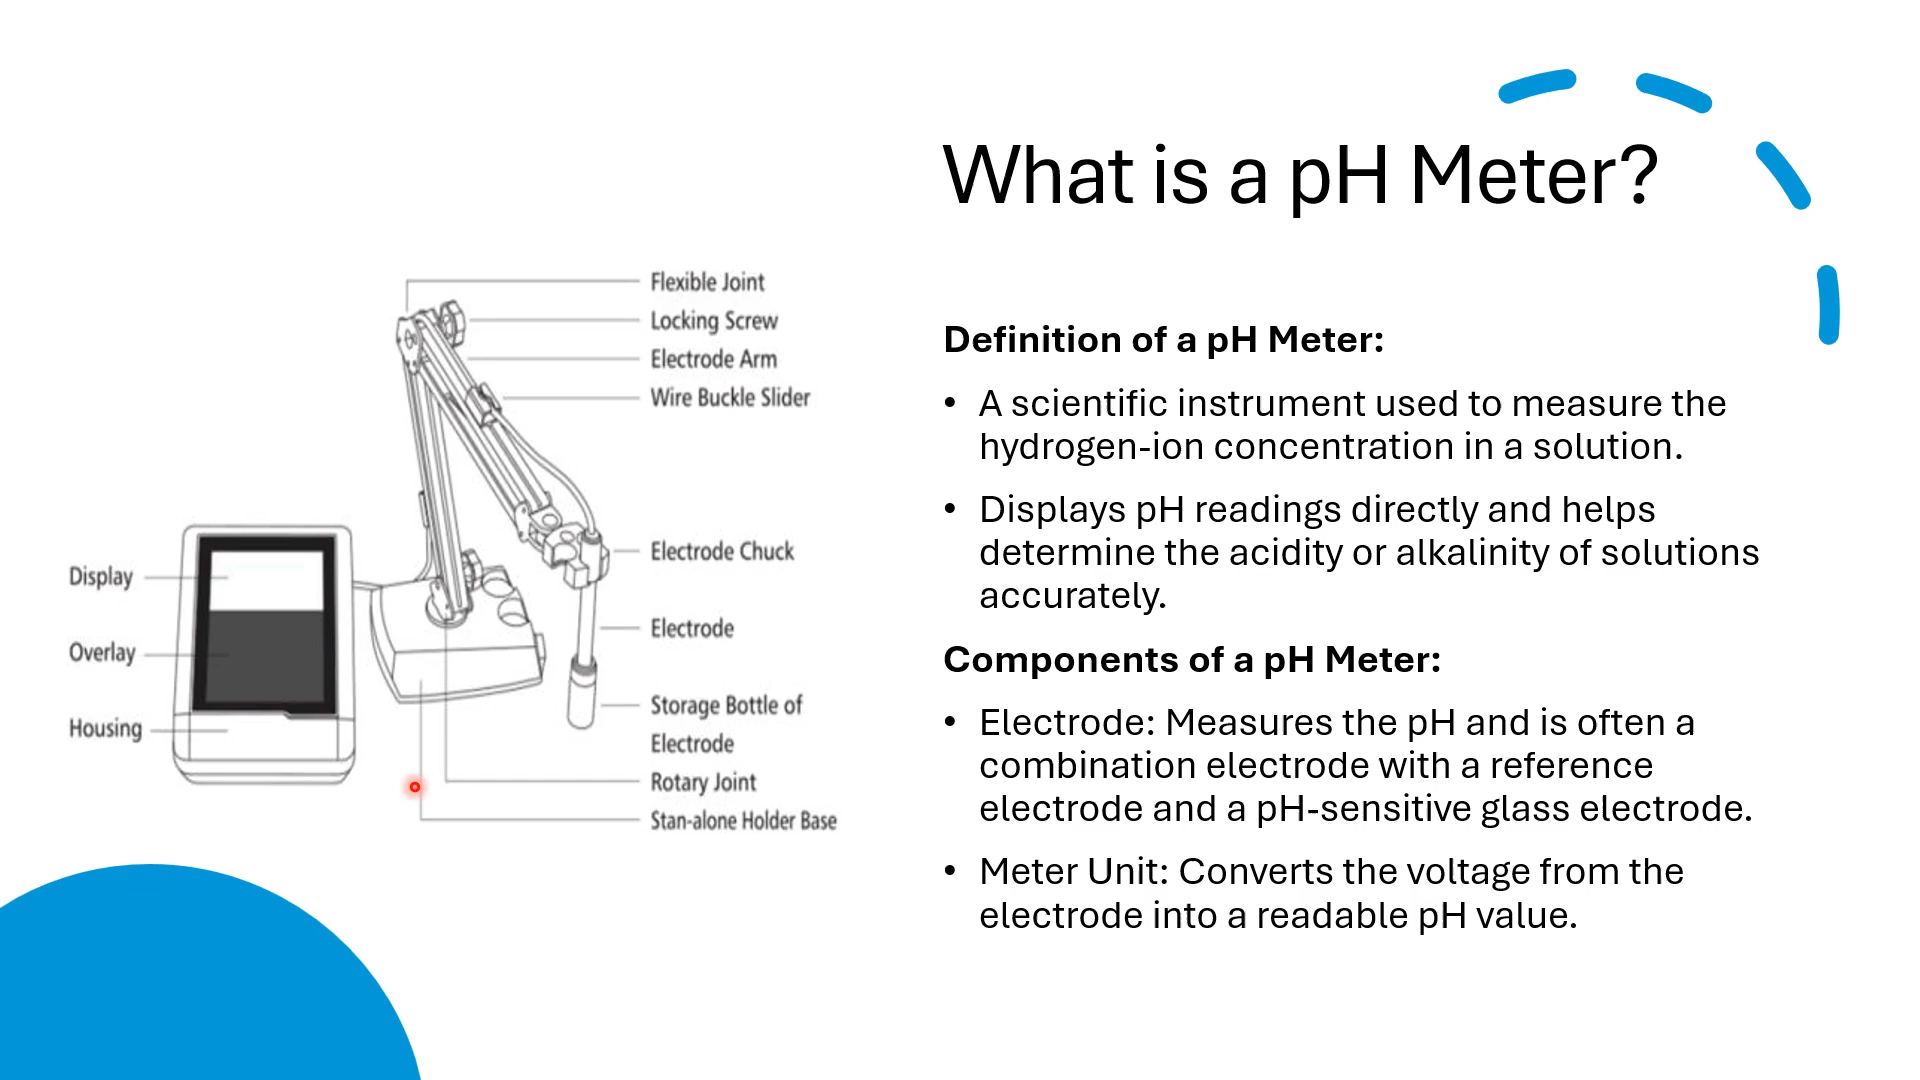 What is a pH Meter?
Flexible Joint
Locking Screw
Electrode Arm
Wire Buckle Slider
Electrode Chuck
Electrode
Storage Bottle of
Electrode
Rotary Joint
Stan-alone Holder Base
Display
Overlay
Housing
Definition of a pH Meter:
• A scientific instrument used to measure the
hydrogen-ion concentration in a solution.
• Displays pH readings directly and helps
determine the acidity or alkalinity of solutions
accurately.
Components of a pH Meter:
• Electrode: Measures the pH and is often a
combination electrode with a reference
electrode and a pH-sensitive glass electrode.
• Meter Unit: Converts the voltage from the
electrode into a readable pH value.